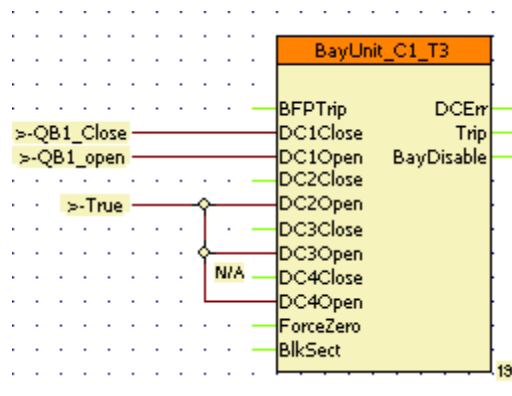 BayUnit_C1_T3
BFPTrip DCErr
>-QB1_Close DC1Close Trip
>-QB1_open DC1Open BayDisable
DC2Close
>-True DC2Open
DC3Close
DC3Open
N/A DC4Close
DC4Open
ForceZero
BlkSect
19